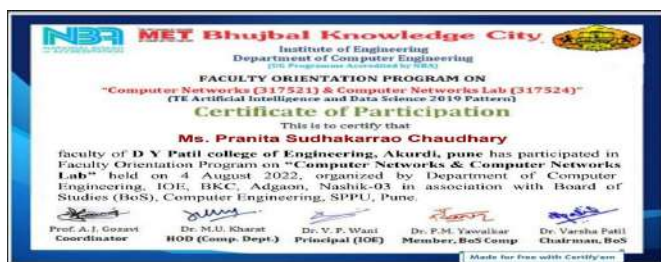 NBA MET Bhujbal Knowledge City
Institute of Engineering
Department of Computer Engineering
(UG Programme Accredited by NBA)
FACULTY ORIENTATION PROGRAM ON
"Computer Networks (317521) & Computer Networks Lab (317524)"
(TE Artificial Intelligence and Data Science 2019 Pattern)
Certificate of Participation
This is to certify that
Ms. Pranita Sudhakarrao Chaudhary
faculty of D Y Patil college of Engineering, Akurdi, pune has participated in
Faculty Orientation Program on "Computer Networks & Computer Networks
Lab" held on 4 August 2022, organized by Department of Computer
Engineering, IOE, BKC, Adgaon, Nashik-03 in association with Board of
Studies (BoS), Computer Engineering, SPPU, Pune.
Prof. A.J. Gosavi Dr. M.U. Kharat Dr. V. P. Wani Dr. P.M. Yawalkar Dr. Varsha Patil
Coordinator HOD (Comp. Dept.) Principal (IOE) Member, BoS Comp Chairman, BoS
Made for free with Certify'em